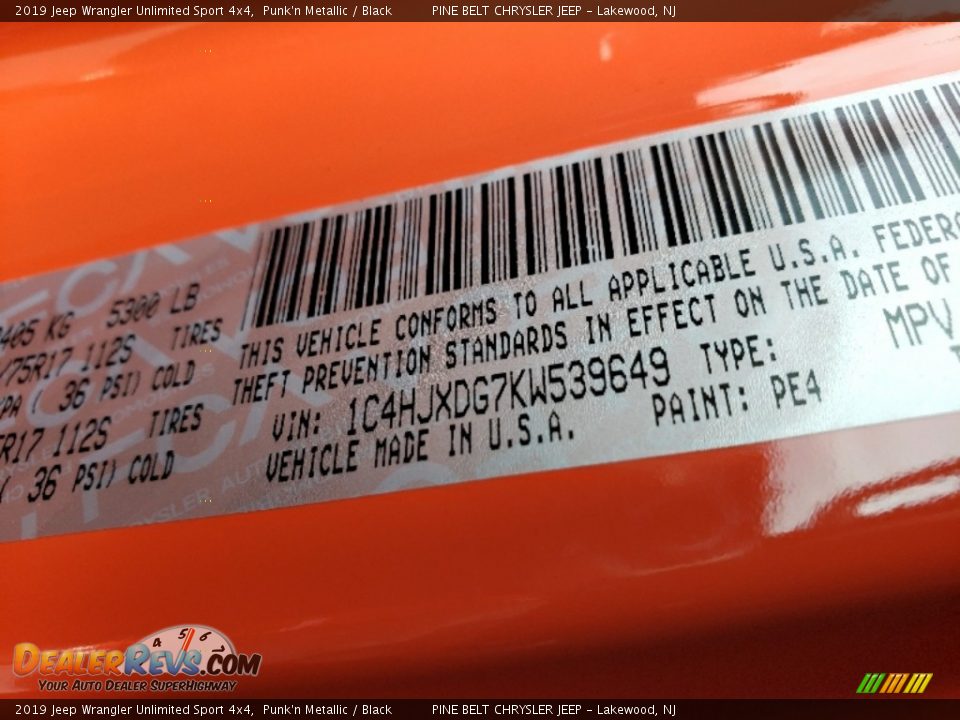 2019 Jeep Wrangler Unlimited Sport 4x4, Punk'n Metallic / Black PINE BELT CHRYSLER JEEP - Lakewood, NJ
405 KG 5300 LB
75R17 112S TIRES
( 36 PSI) COLD
R17 112S TIRES
( 36 PSI) COLD
THIS VEHICLE CONFORMS TO ALL APPLICABLE U.S.A. FEDERA
THEFT PREVENTION STANDARDS IN EFFECT ON THE DATE OF
VIN: 1C4HJXDG7KW539649 TYPE: MPV
VEHICLE MADE IN U.S.A. PAINT: PE4
4 5 6
DEALERREVS.COM
YOUR AUTO DEALER SUPERHIGHWAY
2019 Jeep Wrangler Unlimited Sport 4x4, Punk'n Metallic / Black PINE BELT CHRYSLER JEEP - Lakewood, NJ